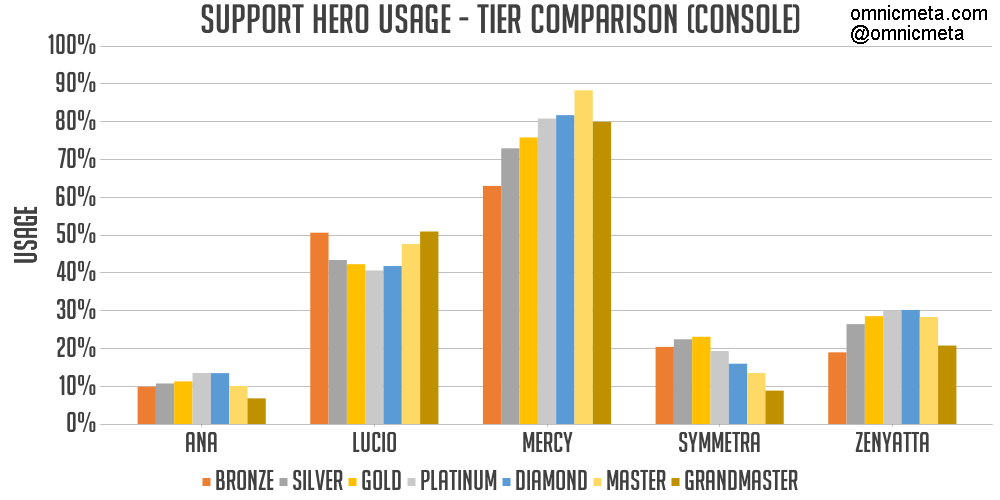 SUPPORT HERO USAGE - TIER COMPARISON (CONSOLE)
omnicmeta.com
@omnicmeta
100%
90%
80%
70%
60%
50%
40%
30%
20%
10%
0%
USAGE
ANA LUCIO MERCY SYMMETRA ZENYATTA
BRONZE SILVER GOLD PLATINUM DIAMOND MASTER GRANDMASTER